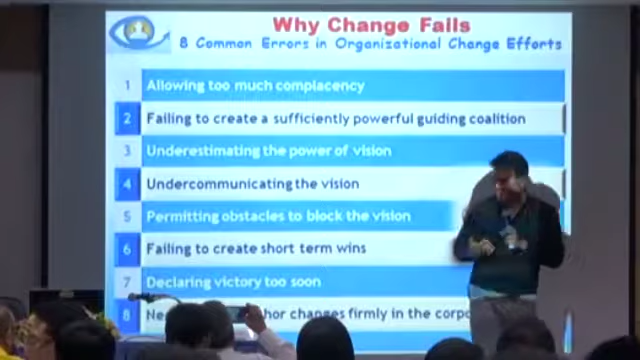 Why Change Fails
8 Common Errors in Organizational Change Efforts
1 Allowing too much complacency
2 Failing to create a sufficiently powerful guiding coalition
3 Underestimating the power of vision
4 Undercommunicating the vision
5 Permitting obstacles to block the vision
6 Failing to create short term wins
7 Declaring victory too soon
8 changes firmly in the